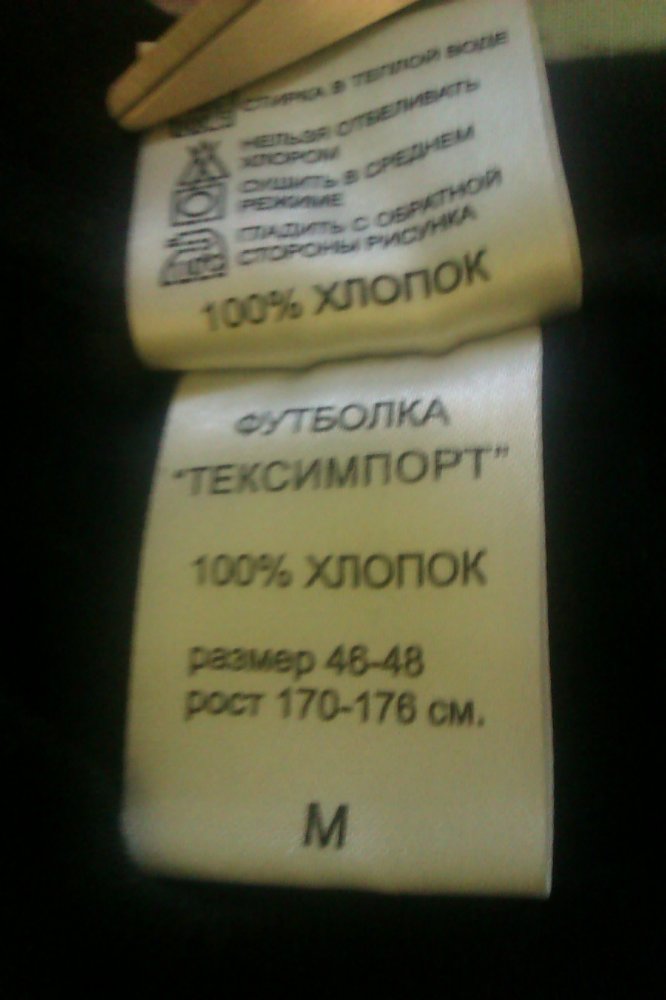 СТИРКА В ТЕПЛОЙ ВОДЕ
НЕЛЬЗЯ ОТБЕЛИВАТЬ
ХЛОРОМ
СУШИТЬ В СРЕДНЕМ
РЕЖИМЕ
ГЛАДИТЬ С ОБРАТНОЙ
СТОРОНЫ РИСУНКА
100% ХЛОПОК
ФУТБОЛКА
"ТЕКСИМПОРТ"
100% ХЛОПОК
размер 46-48
рост 170-176 см.
М